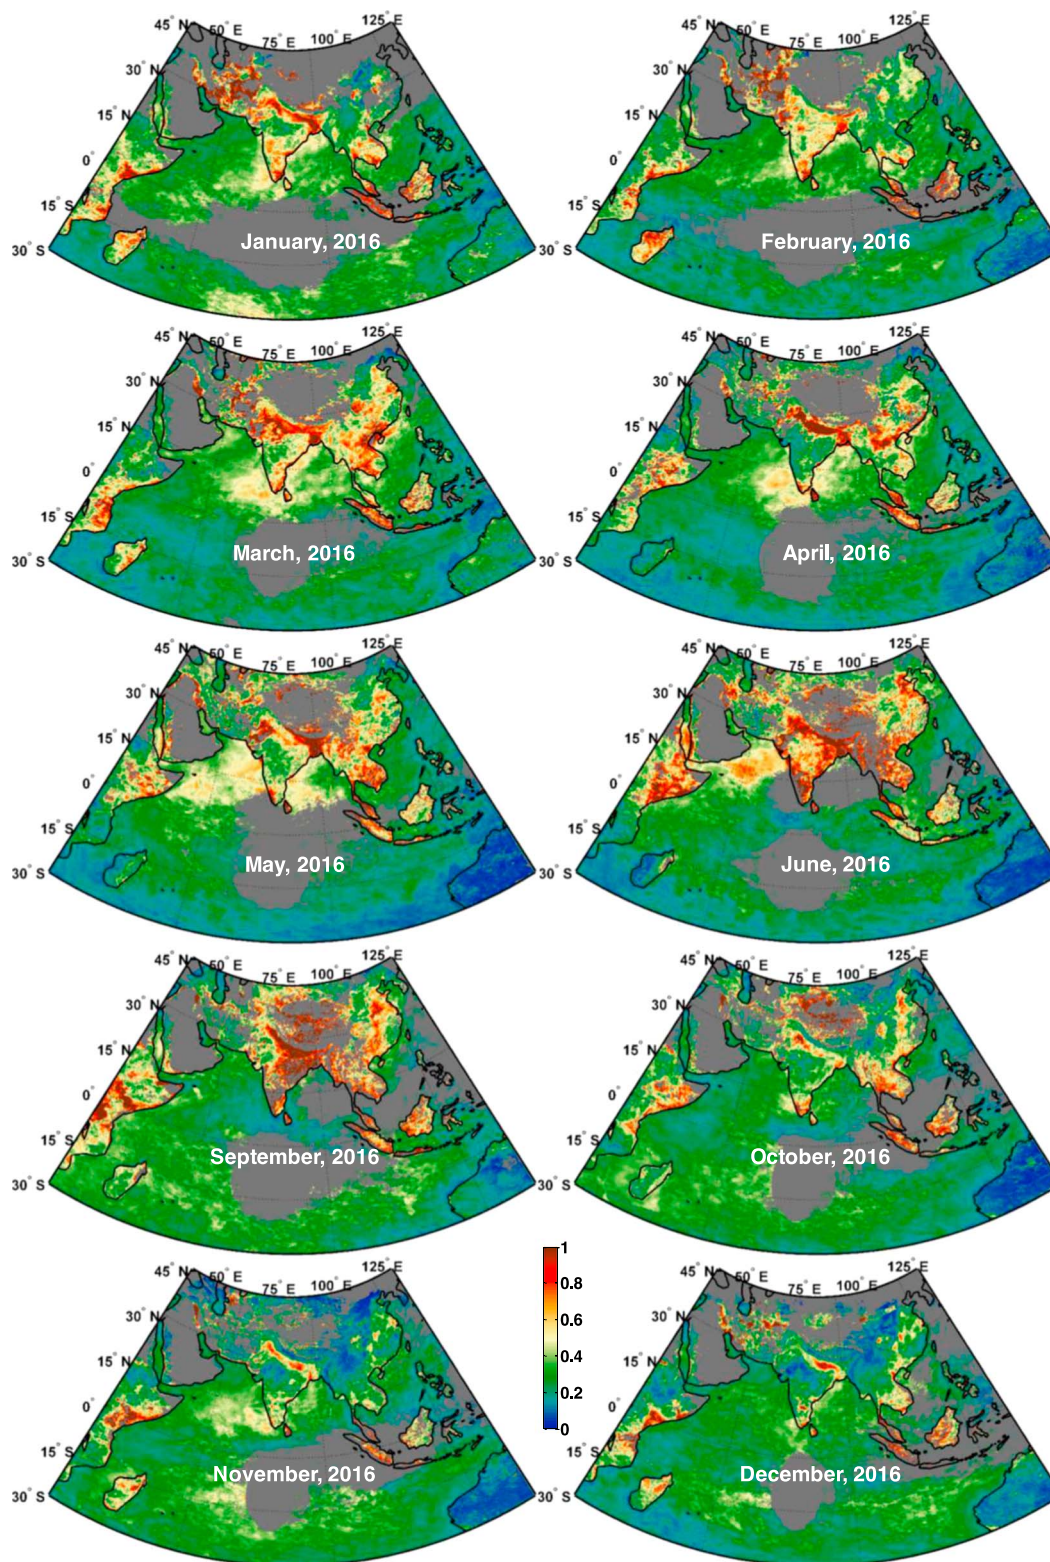 45° N 50° E 75° E 100° E 125° E
30° N
15° N
0°
15° S
30° S
January, 2016
45° N 50° E 75° E 100° E 125° E
30° N
15° N
0°
15° S
30° S
February, 2016
45° N 50° E 75° E 100° E 125° E
30° N
15° N
0°
15° S
30° S
March, 2016
45° N 50° E 75° E 100° E 125° E
30° N
15° N
0°
15° S
30° S
April, 2016
45° N 50° E 75° E 100° E 125° E
30° N
15° N
0°
15° S
30° S
May, 2016
45° N 50° E 75° E 100° E 125° E
30° N
15° N
0°
15° S
30° S
June, 2016
45° N 50° E 75° E 100° E 125° E
30° N
15° N
0°
15° S
30° S
September, 2016
45° N 50° E 75° E 100° E 125° E
30° N
15° N
0°
15° S
30° S
October, 2016
1
0.8
0.6
0.4
0.2
0
45° N 50° E 75° E 100° E 125° E
30° N
15° N
0°
15° S
30° S
November, 2016
45° N 50° E 75° E 100° E 125° E
30° N
15° N
0°
15° S
30° S
December, 2016